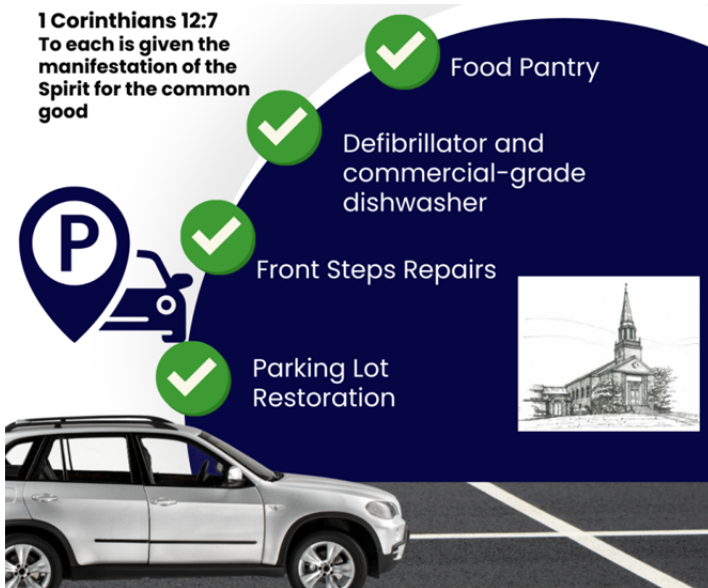 1 Corinthians 12:7
To each is given the
manifestation of the
Spirit for the common
good
Food Pantry
Defibrillator and
commercial-grade
dishwasher
P
Front Steps Repairs
Parking Lot
Restoration